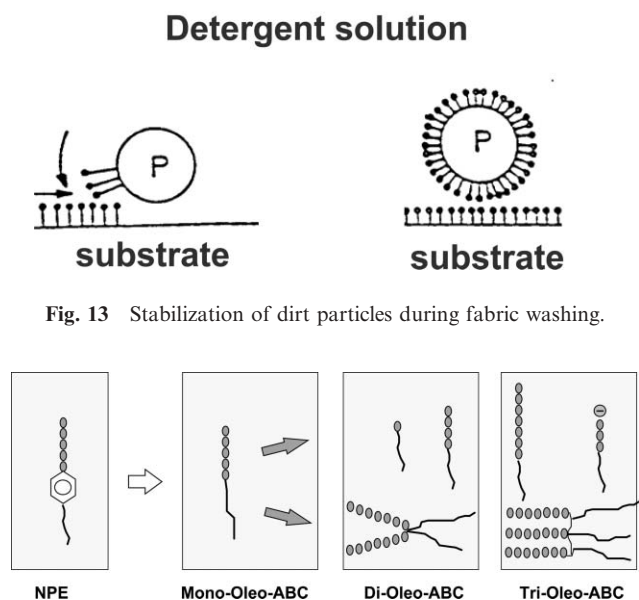 Detergent solution
P
P
substrate
substrate
Fig. 13 Stabilization of dirt particles during fabric washing.
NPE
Mono-Oleo-ABC
Di-Oleo-ABC
Tri-Oleo-ABC